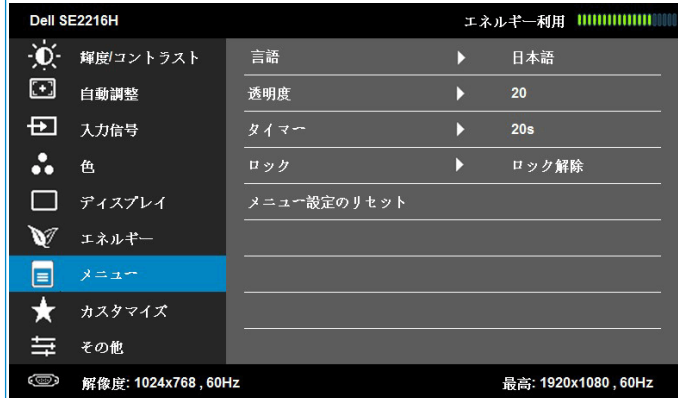 Dell SE2216H エネルギー利用
輝度/コントラスト 言語 日本語
自動調整 透明度 20
入力信号 タイマー 20s
色 ロック ロック解除
ディスプレイ メニュー設定のリセット
エネルギー
メニュー
カスタマイズ
その他
解像度: 1024x768 , 60Hz 最高: 1920x1080 , 60Hz